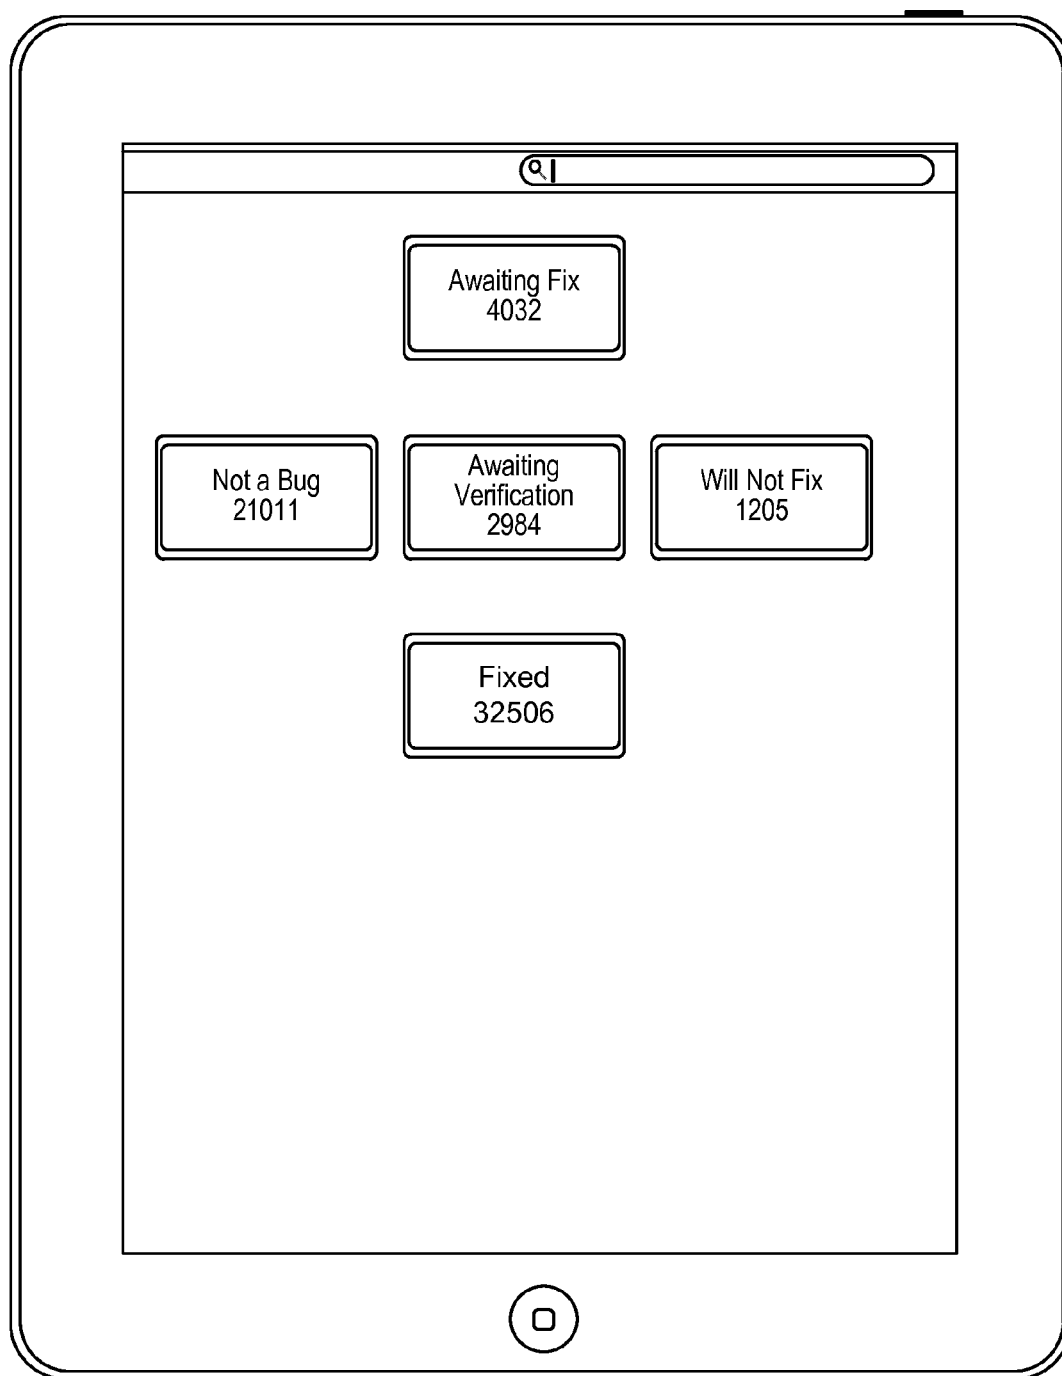 Awaiting Fix
4032
Not a Bug
21011
Awaiting
Verification
2984
Will Not Fix
1205
Fixed
32506